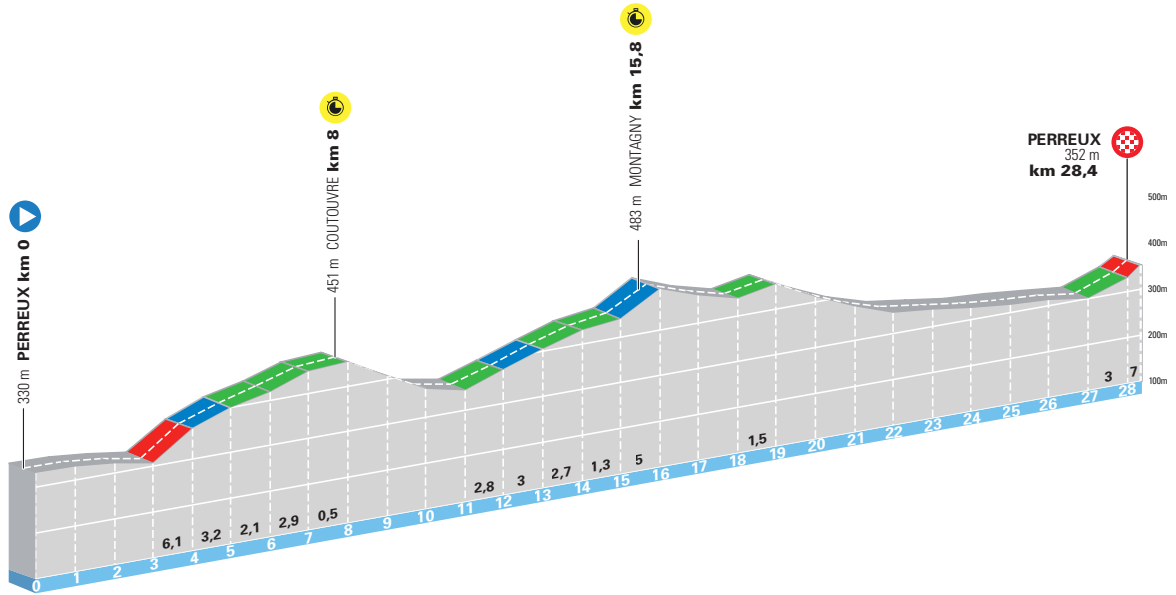 330 m PERREUX km 0
451 m COUTOUVRE km 8
483 m MONTAGNY km 15,8
PERREUX
352 m
km 28,4
500m
400m
300m
200m
100m
6,1 3,2 2,1 2,9 0,5 2,8 3 2,7 1,3 5 1,5 3 7
0 1 2 3 4 5 6 7 8 9 10 11 12 13 14 15 16 17 18 19 20 21 22 23 24 25 26 27 28